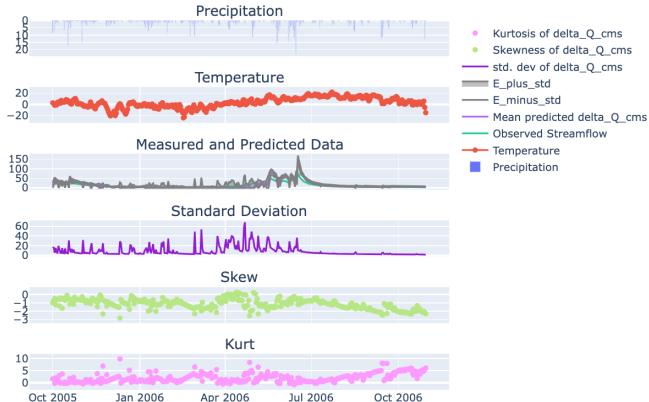 Precipitation
0
5
10
15
20
Temperature
20
0
−20
Measured and Predicted Data
150
100
50
0
Standard Deviation
60
40
20
0
Skew
0
−1
−2
−3
Kurt
10
5
0
Oct 2005 Jan 2006 Apr 2006 Jul 2006 Oct 2006
Kurtosis of delta_Q_cms
Skewness of delta_Q_cms
std. dev of delta_Q_cms
E_plus_std
E_minus_std
Mean predicted delta_Q_cms
Observed Streamflow
Temperature
Precipitation